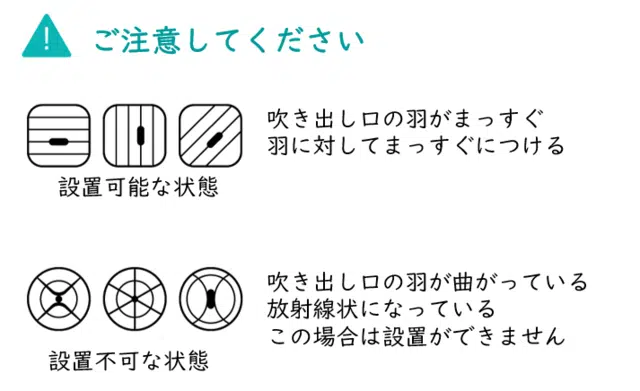 ご注意してください
吹き出し口の羽がまっすぐ
羽に対してまっすぐにつける
設置可能な状態
吹き出し口の羽が曲がっている
放射線状になっている
この場合は設置ができません
設置不可な状態